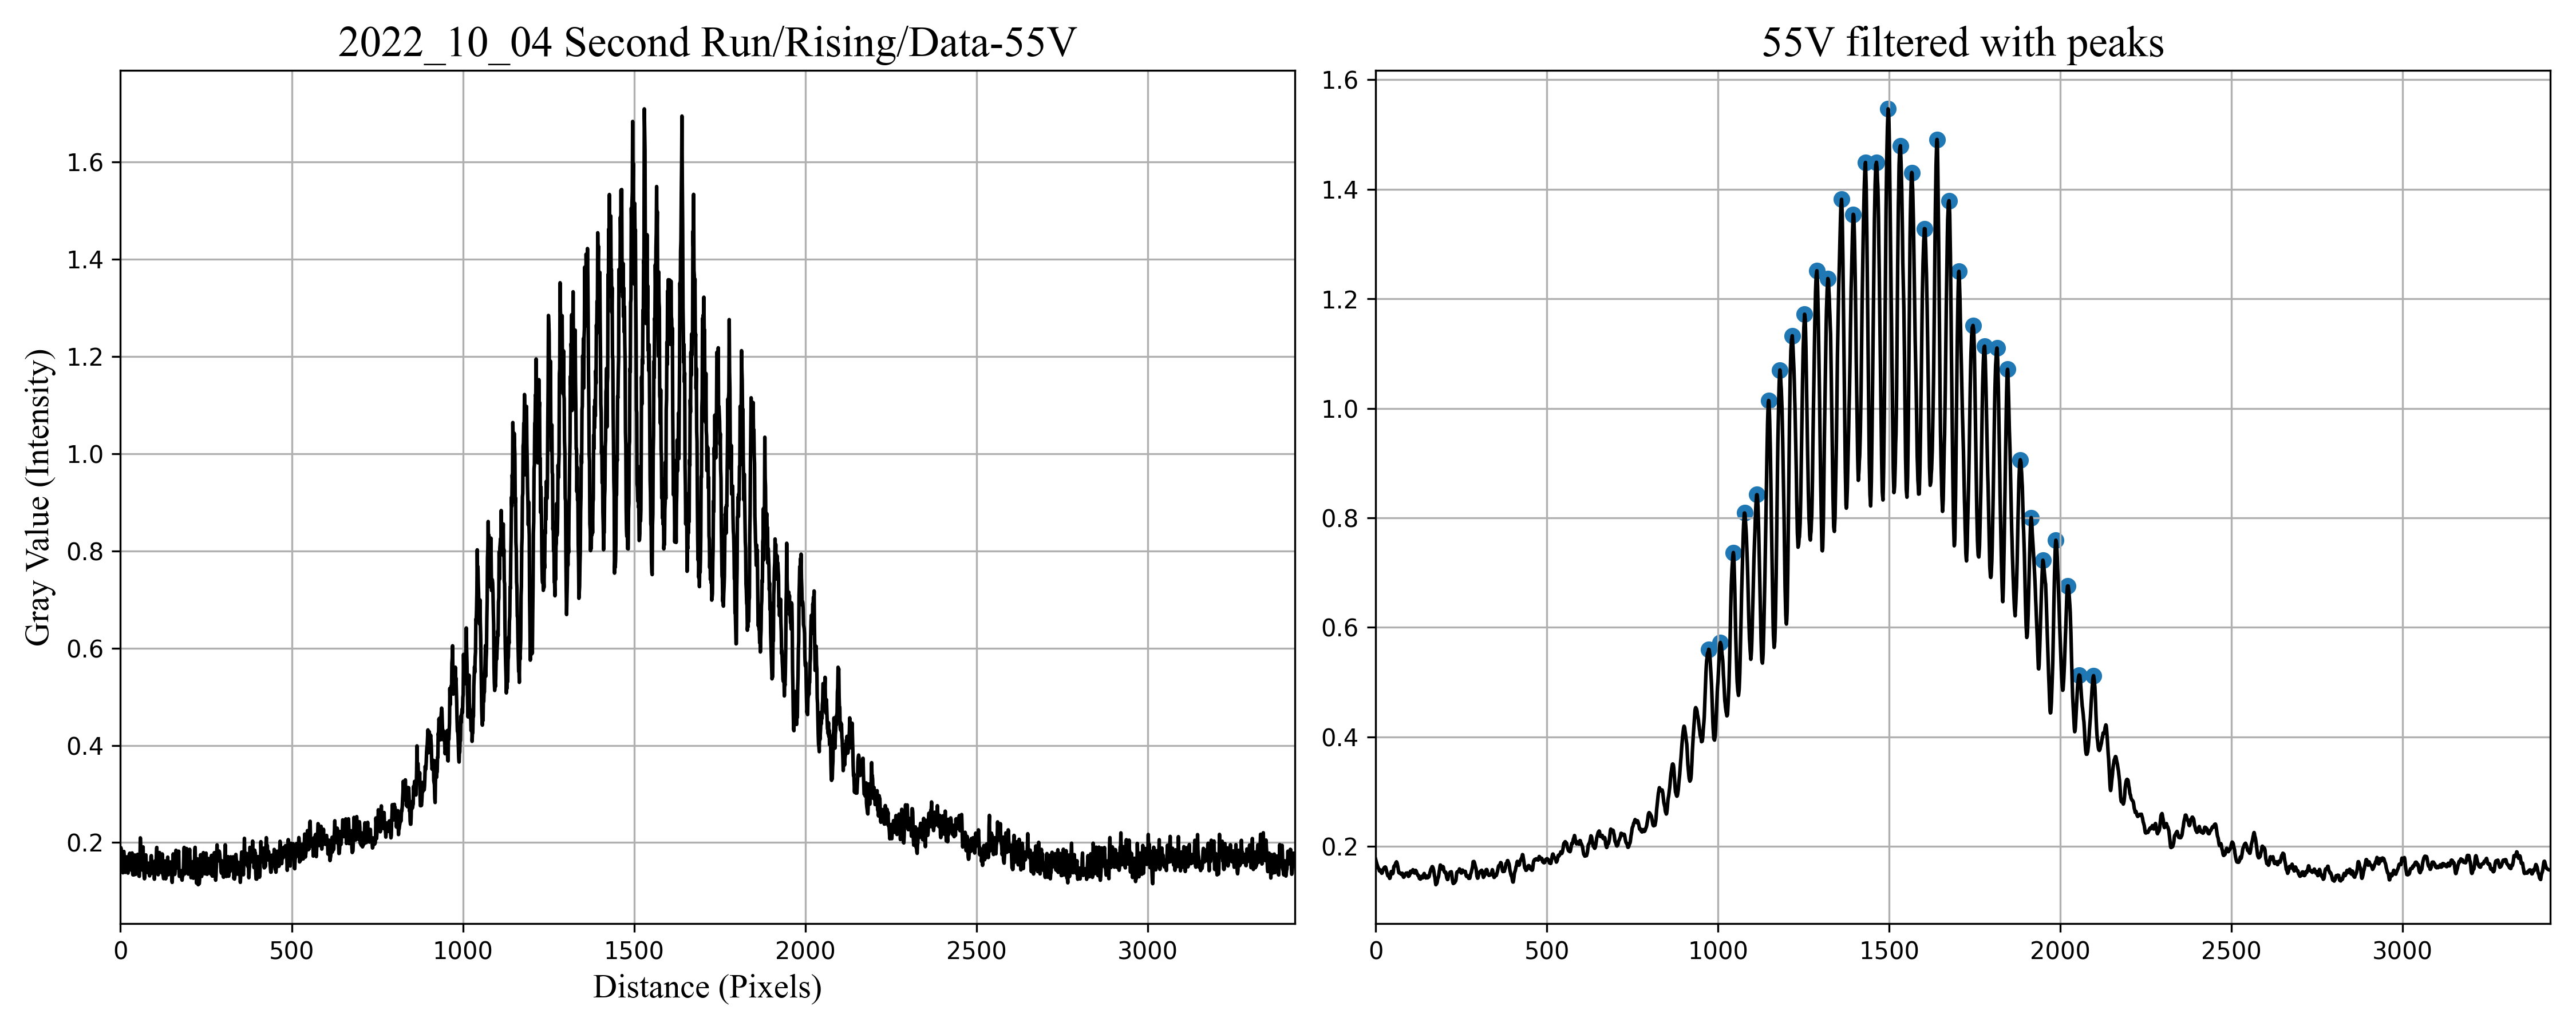 2022_10_04 Second Run/Rising/Data-55V
Gray Value (Intensity)
1.6
1.4
1.2
1.0
0.8
0.6
0.4
0.2
0 500 1000 1500 2000 2500 3000
Distance (Pixels)
55V filtered with peaks
1.6
1.4
1.2
1.0
0.8
0.6
0.4
0.2
0 500 1000 1500 2000 2500 3000